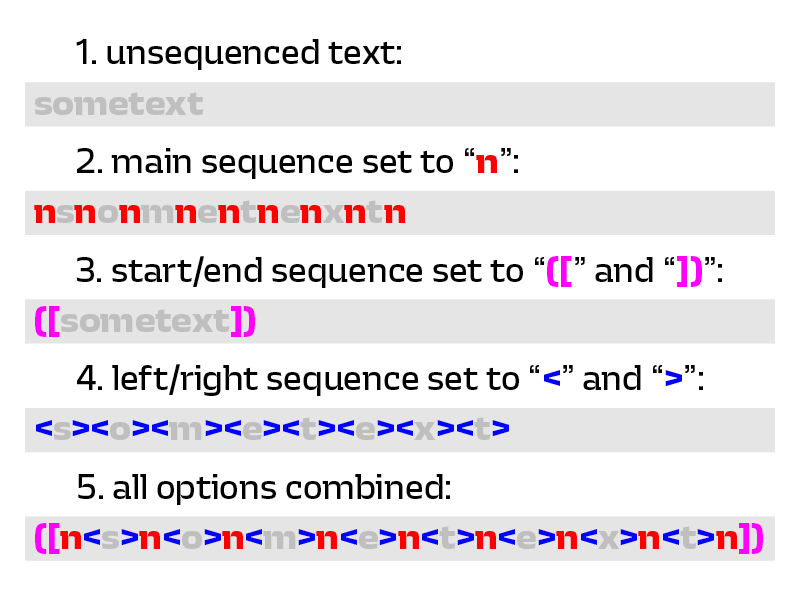 1. unsequenced text:
sometext
2. main sequence set to “n”:
nsnonmnentnenxntn
3. start/end sequence set to “([” and “])”:
([sometext])
4. left/right sequence set to “<” and “>”:
<s><o><m><e><t><e><x><t>
5. all options combined:
([n<s>n<o>n<m>n<e>n<t>n<e>n<x>n<t>n])